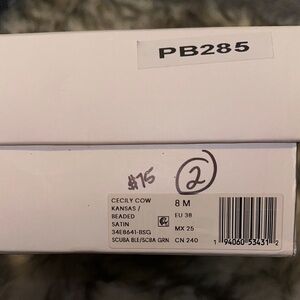 PB285
$75
2
CECILY COW
KANSAS /
BEADED
SATIN
34E8641-BSG
SCUBA BLE/SCBA GRN
8 M
EU 38
MX 25
CN 240
1 94060 53431 2